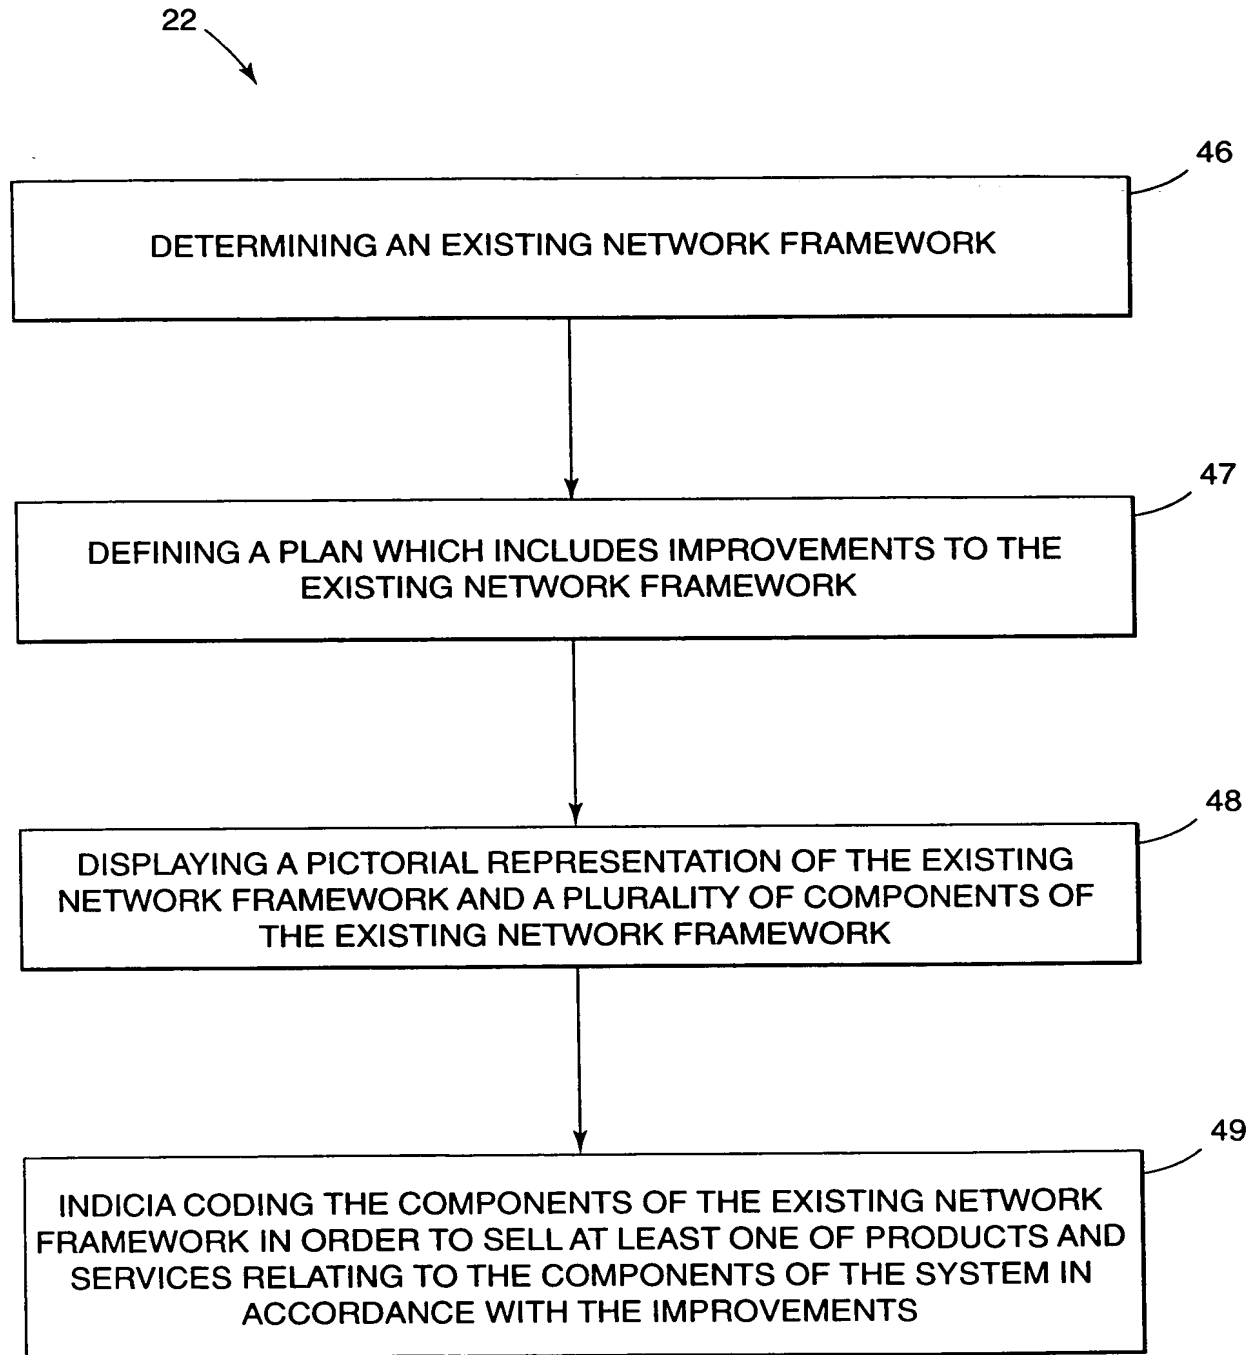 22
46
DETERMINING AN EXISTING NETWORK FRAMEWORK
47
DEFINING A PLAN WHICH INCLUDES IMPROVEMENTS TO THE
EXISTING NETWORK FRAMEWORK
48
DISPLAYING A PICTORIAL REPRESENTATION OF THE EXISTING
NETWORK FRAMEWORK AND A PLURALITY OF COMPONENTS OF
THE EXISTING NETWORK FRAMEWORK
49
INDICIA CODING THE COMPONENTS OF THE EXISTING NETWORK
FRAMEWORK IN ORDER TO SELL AT LEAST ONE OF PRODUCTS AND
SERVICES RELATING TO THE COMPONENTS OF THE SYSTEM IN
ACCORDANCE WITH THE IMPROVEMENTS